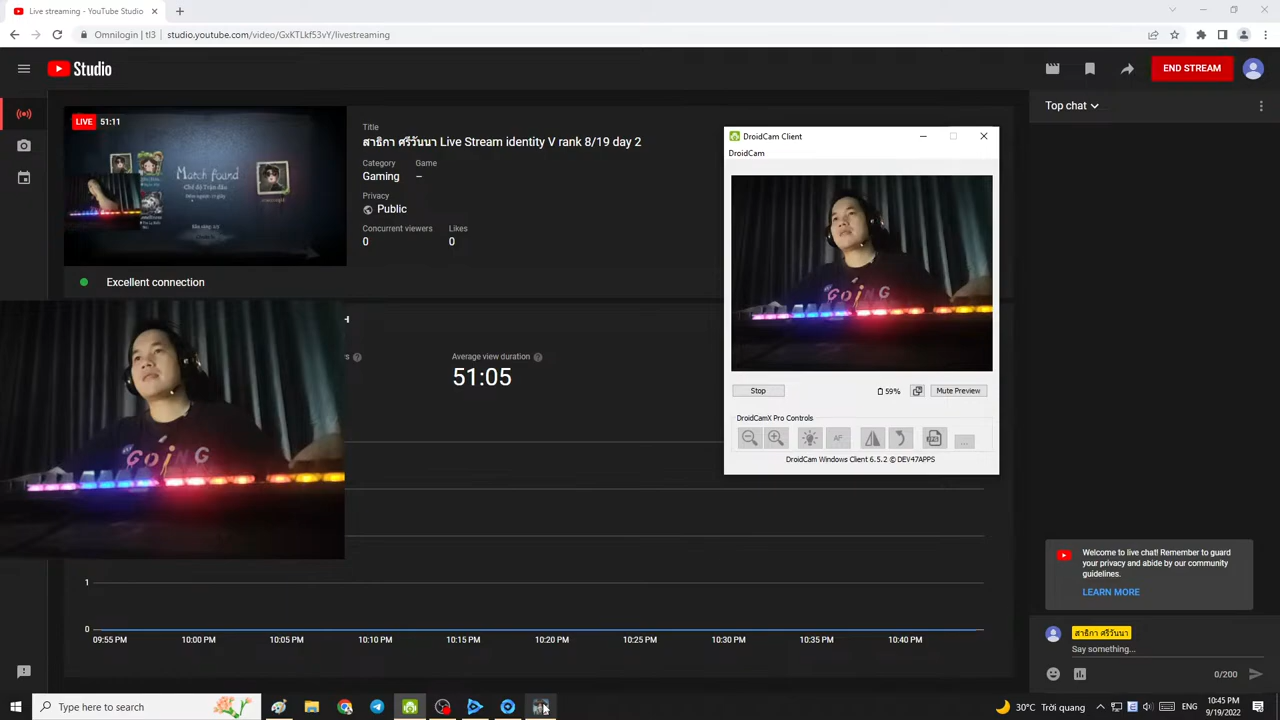 Live streaming - YouTube Studio
Omnilogin | tl3
studio.youtube.com/video/GxKTLkf53vY/livestreaming
Studio
END STREAM
LIVE 51:11
Match found
Title
สาธิกา ศรีวันนา Live Stream identity V rank 8/19 day 2
Category
Game
Gaming
–
Privacy
Public
Concurrent viewers
Likes
0
0
Excellent connection
Average view duration
51:05
1
0
09:55 PM
10:00 PM
10:05 PM
10:10 PM
10:15 PM
10:20 PM
10:25 PM
10:30 PM
10:35 PM
10:40 PM
DroidCam Client
DroidCam
GOING
Stop
59%
Mute Preview
DroidCamX Pro Controls
AF
...
DroidCam Windows Client 6.5.2 © DEV47APPS
GOING
Top chat
Welcome to live chat! Remember to guard
your privacy and abide by our community
guidelines.
LEARN MORE
สาธิกา ศรีวันนา
Say something...
0/200
Type here to search
30°C Trời quang
ENG
10:45 PM
9/19/2022